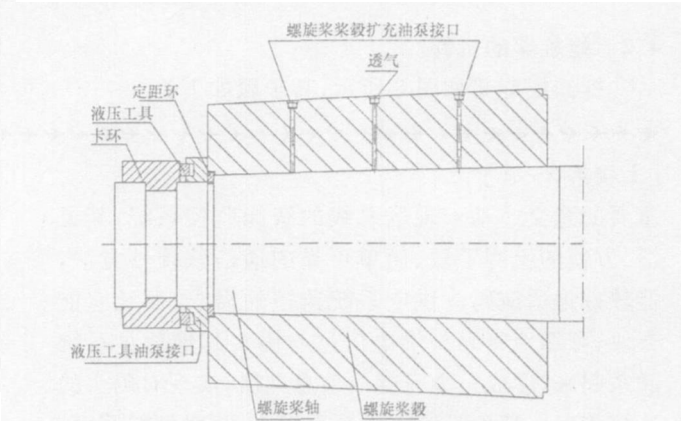 螺旋桨桨毂扩充油泵接口
透气
定距环
液压工具
卡环
液压工具油泵接口
螺旋桨轴
螺旋桨毂